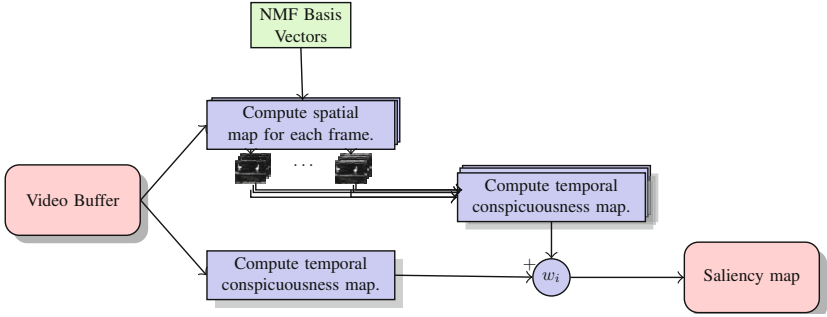 NMF Basis
Vectors
Compute spatial
map for each frame.
...
Video Buffer
Compute temporal
conspicuousness map.
Compute temporal
conspicuousness map.
+
w_i
Saliency map